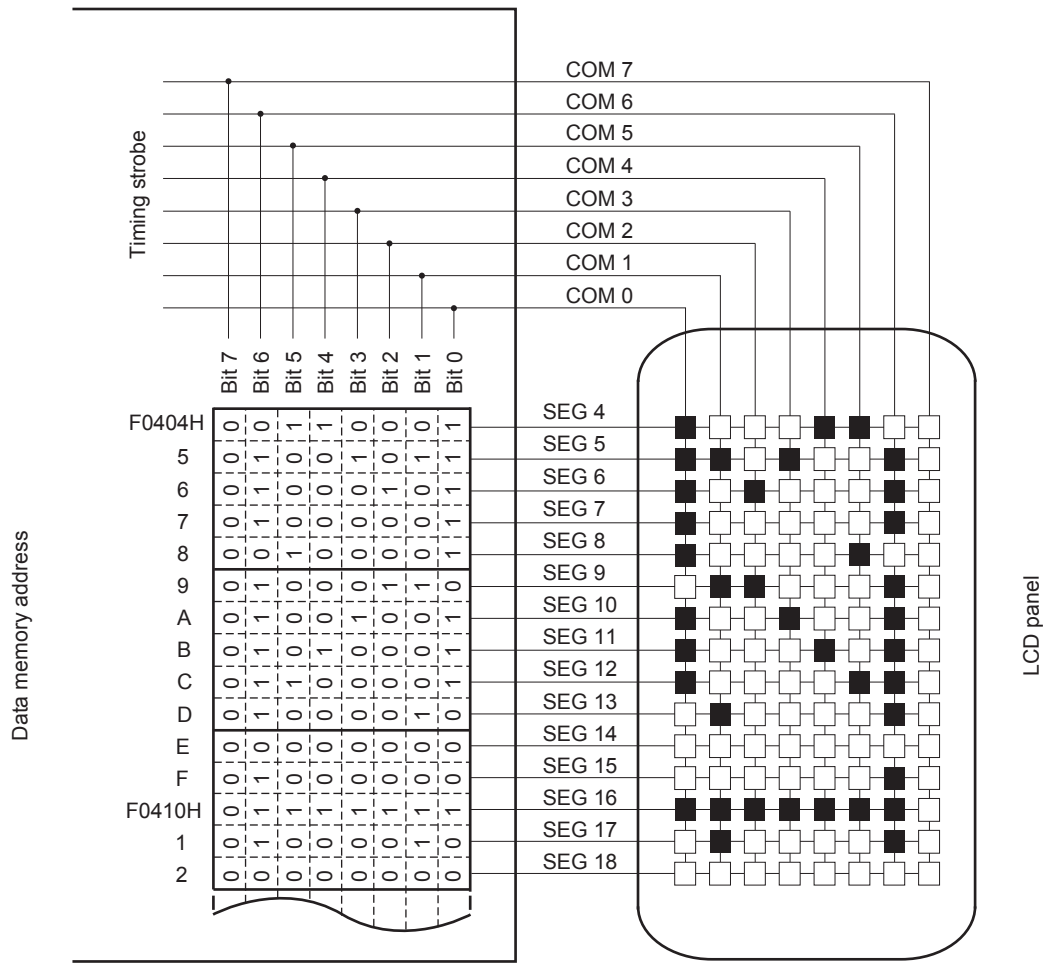 COM 7
COM 6
COM 5
COM 4
COM 3
COM 2
COM 1
COM 0
Timing strobe
Bit 7 Bit 6 Bit 5 Bit 4 Bit 3 Bit 2 Bit 1 Bit 0
F0404H 0 0 1 1 0 0 0 1 SEG 4
5 0 1 0 0 1 0 1 1 SEG 5
6 0 1 0 0 0 1 0 1 SEG 6
7 0 1 0 0 0 0 0 1 SEG 7
8 0 0 1 0 0 0 0 1 SEG 8
9 0 1 0 0 0 1 1 0 SEG 9
A 0 1 0 0 1 0 0 1 SEG 10
B 0 1 0 1 0 0 0 1 SEG 11
C 0 1 1 0 0 0 0 1 SEG 12
D 0 1 0 0 0 0 1 0 SEG 13
E 0 0 0 0 0 0 0 0 SEG 14
F 0 1 0 0 0 0 0 0 SEG 15
F0410H 0 1 1 1 1 1 1 1 SEG 16
1 0 1 0 0 0 0 1 0 SEG 17
2 0 0 0 0 0 0 0 0 SEG 18
Data memory address
LCD panel